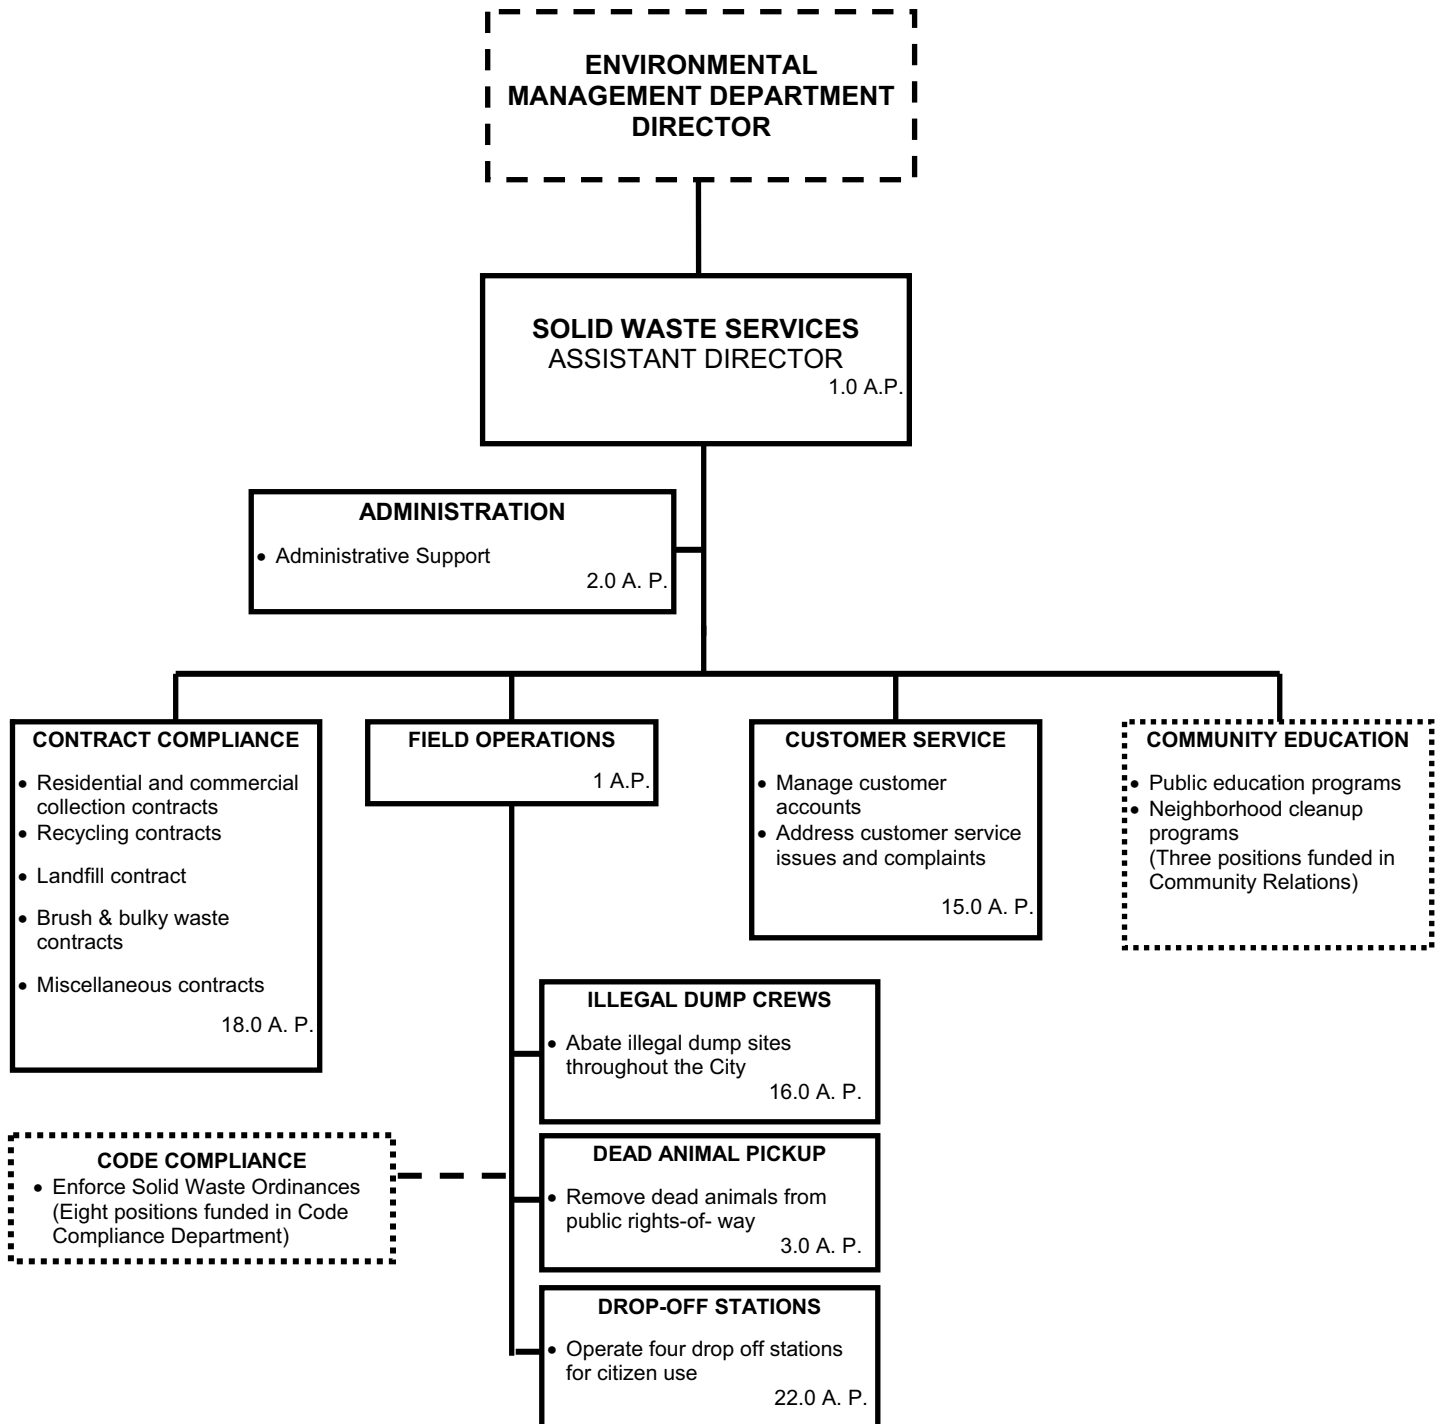 ENVIRONMENTAL
MANAGEMENT DEPARTMENT
DIRECTOR
SOLID WASTE SERVICES
ASSISTANT DIRECTOR
1.0 A.P.
ADMINISTRATION
• Administrative Support
2.0 A. P.
CONTRACT COMPLIANCE
• Residential and commercial
collection contracts
• Recycling contracts
• Landfill contract
• Brush & bulky waste
contracts
• Miscellaneous contracts
18.0 A. P.
FIELD OPERATIONS
1 A.P.
CUSTOMER SERVICE
• Manage customer
accounts
• Address customer service
issues and complaints
15.0 A. P.
COMMUNITY EDUCATION
• Public education programs
• Neighborhood cleanup
programs
(Three positions funded in
Community Relations)
ILLEGAL DUMP CREWS
• Abate illegal dump sites
throughout the City
16.0 A. P.
CODE COMPLIANCE
• Enforce Solid Waste Ordinances
(Eight positions funded in Code
Compliance Department)
DEAD ANIMAL PICKUP
• Remove dead animals from
public rights-of- way
3.0 A. P.
DROP-OFF STATIONS
• Operate four drop off stations
for citizen use
22.0 A. P.